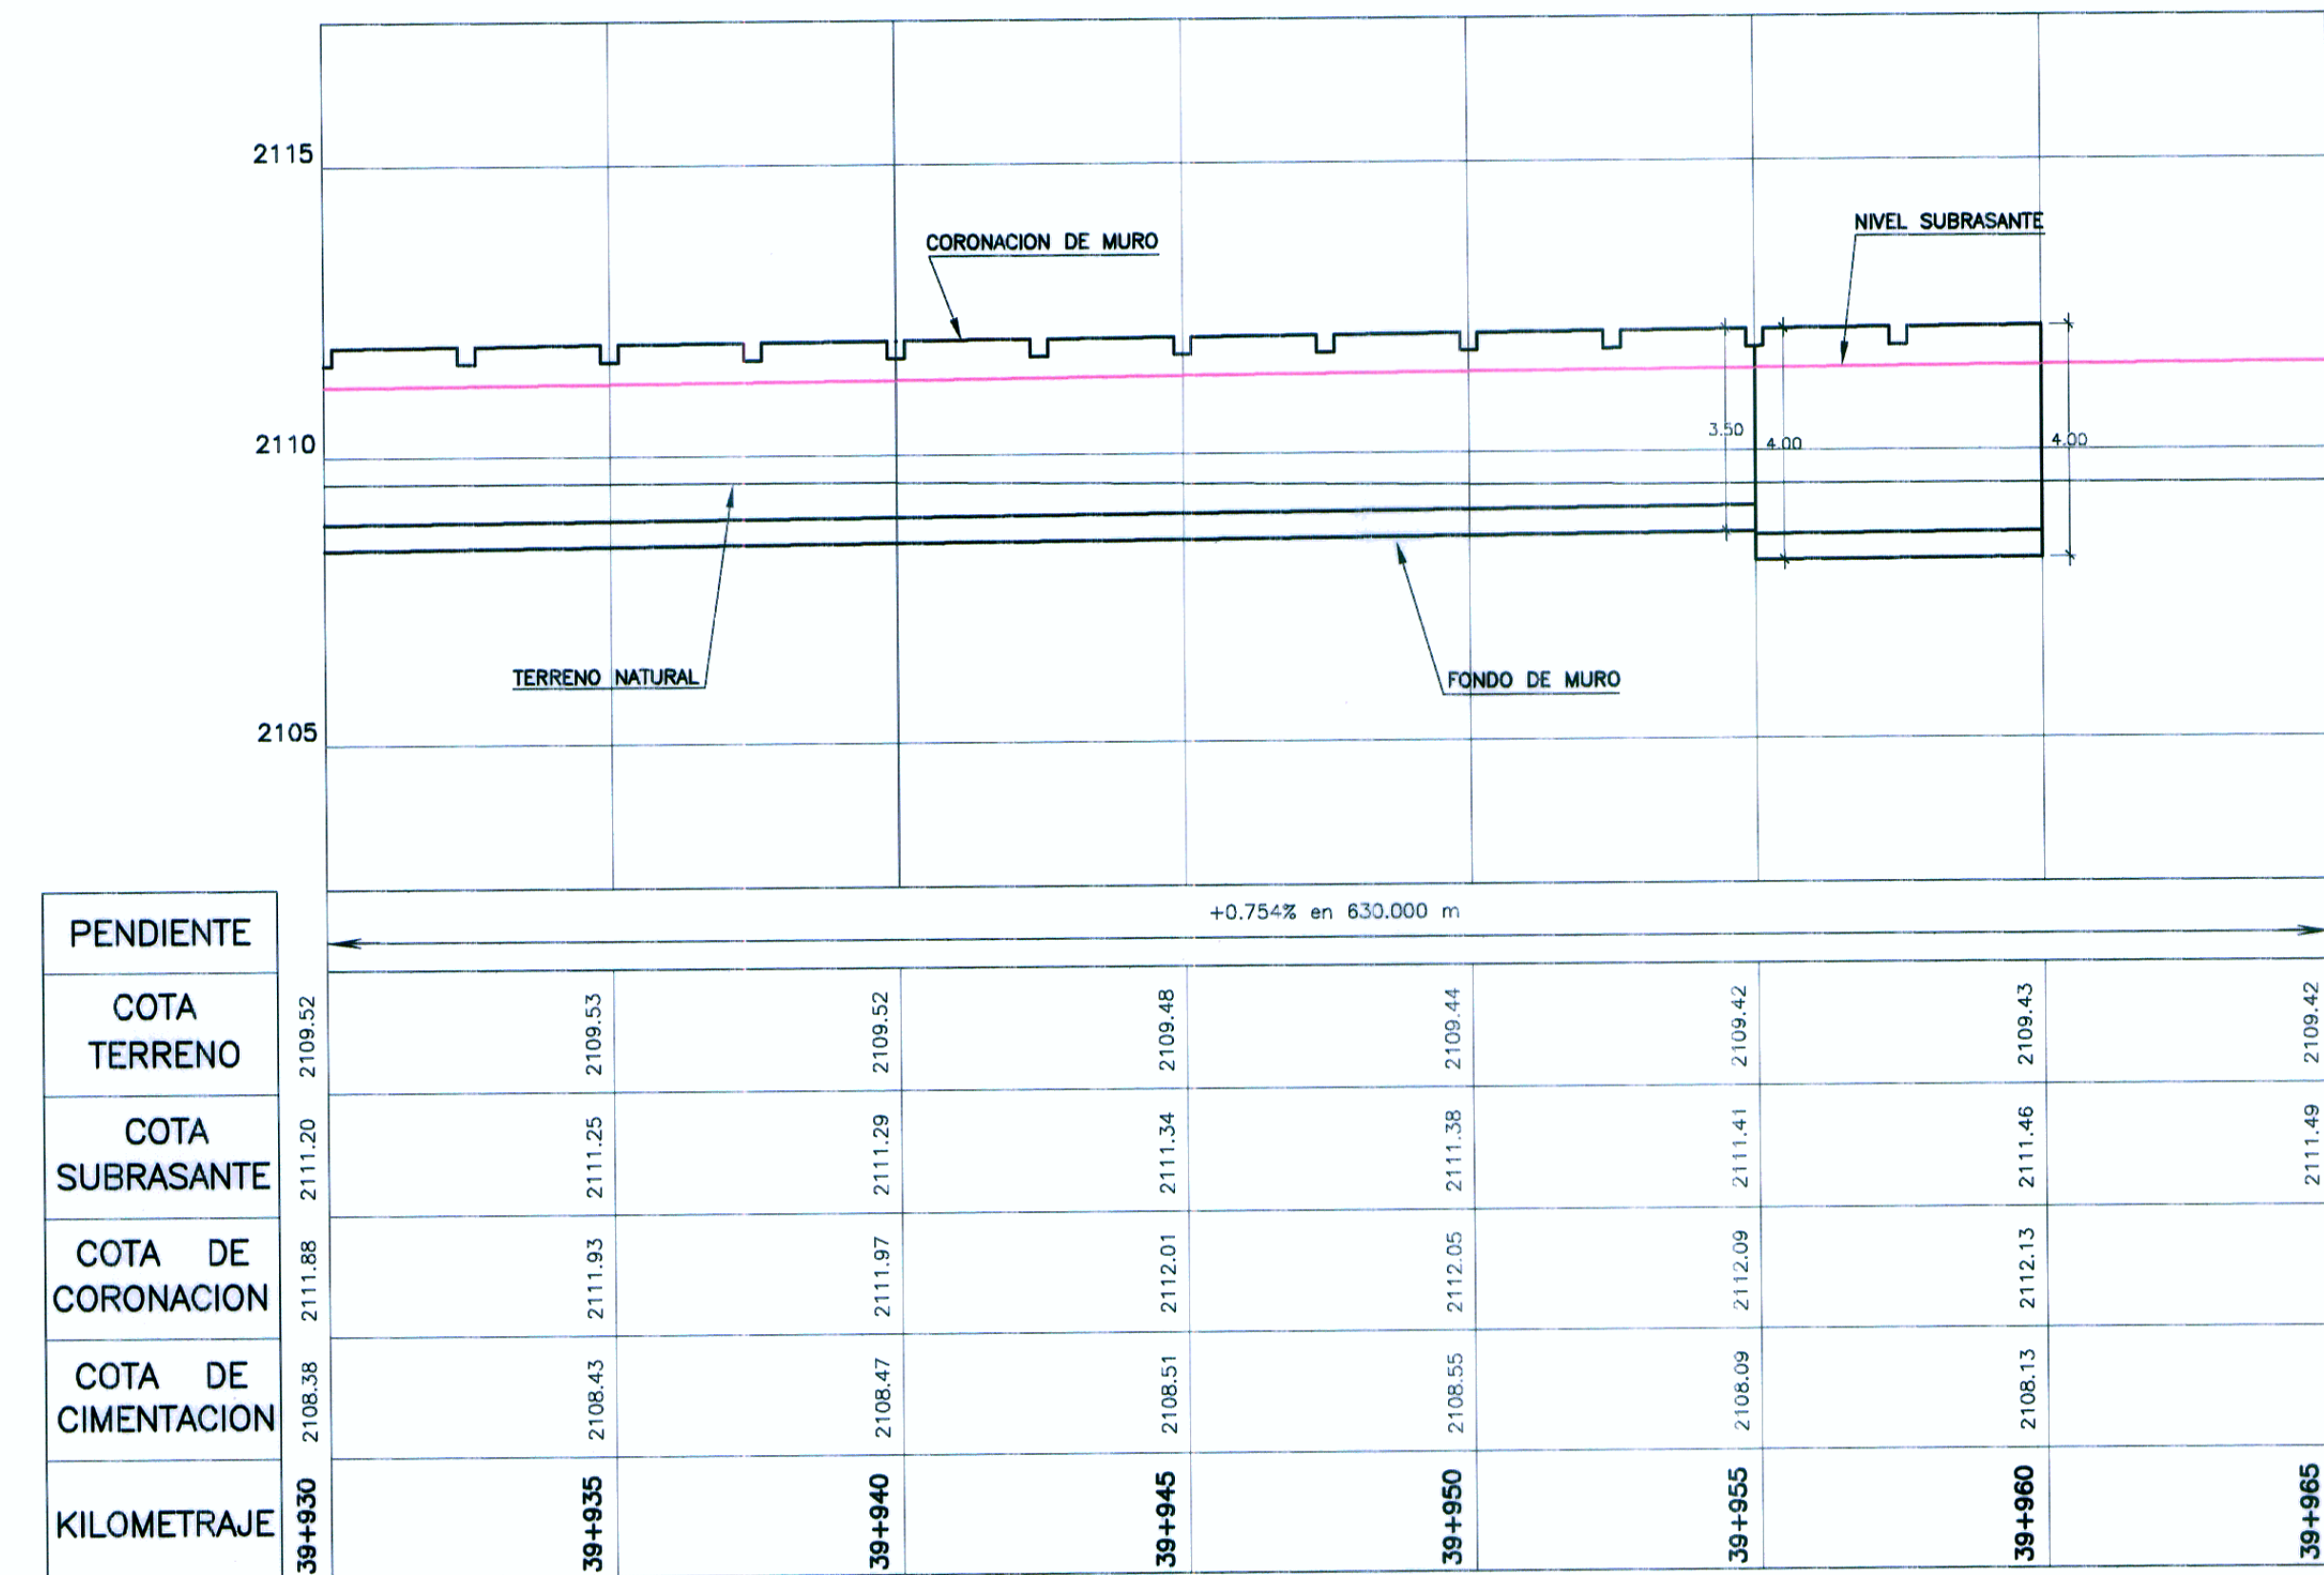 2115
CORONACION DE MURO
NIVEL SUBRASANTE
2110
3.50
4.00
4.00
TERRENO NATURAL
FONDO DE MURO
2105
PENDIENTE
+0.754% en 630.000 m
COTA
TERRENO
2109.52
2109.53
2109.52
2109.48
2109.44
2109.42
2109.43
2109.42
COTA
SUBRASANTE
2111.20
2111.25
2111.29
2111.34
2111.38
2111.41
2111.46
2111.49
COTA DE
CORONACION
2111.88
2111.93
2111.97
2112.01
2112.05
2112.09
2112.13
COTA DE
CIMENTACION
2108.38
2108.43
2108.47
2108.51
2108.55
2108.09
2108.13
KILOMETRAJE
39+930
39+935
39+940
39+945
39+950
39+955
39+960
39+965